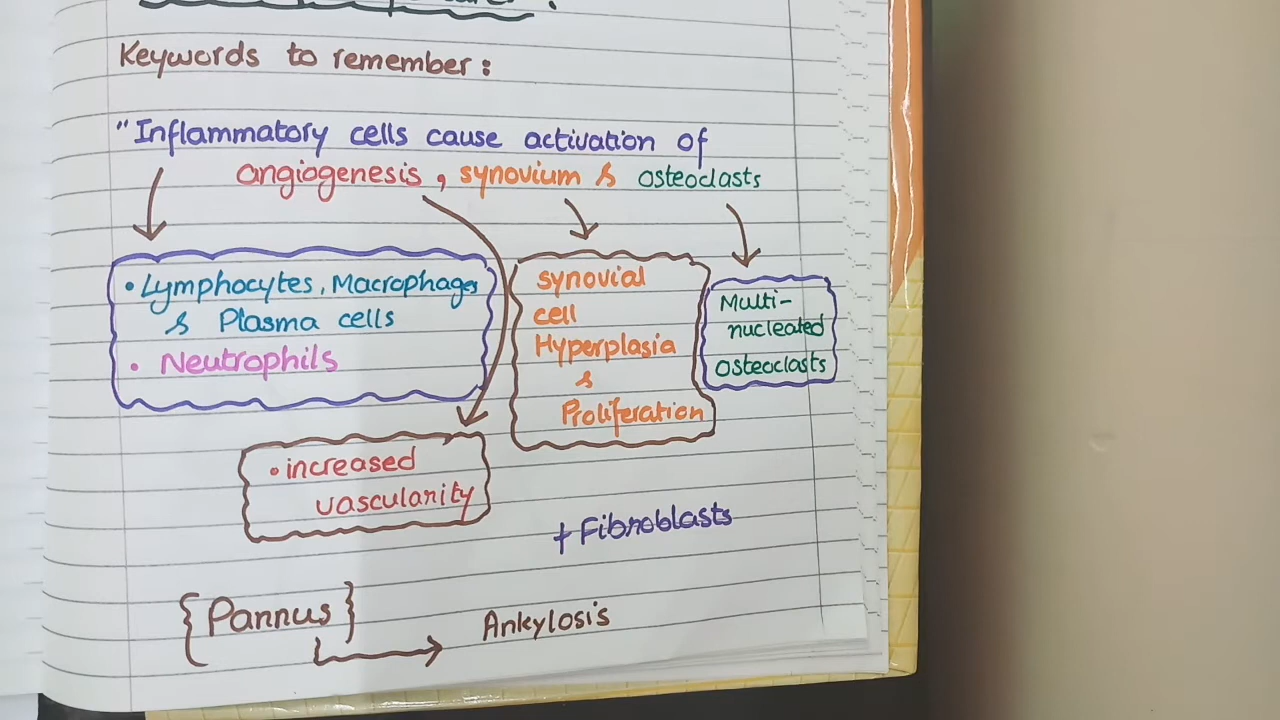 Keywords to remember:
"Inflammatory cells cause activation of
angiogenesis, synovium & osteoclasts
• Lymphocytes, Macrophages
& Plasma cells
• Neutrophils
synovial
cell
Hyperplasia
&
Proliferation
Multi-
nucleated
osteoclasts
• increased
vascularity
+ Fibroblasts
{Pannus}
Ankylosis